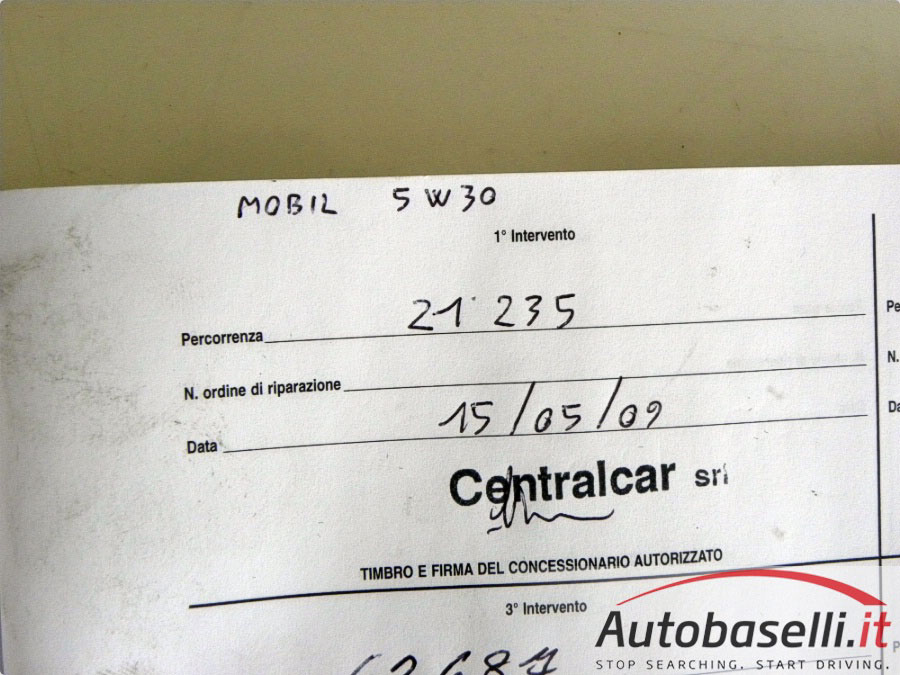 MOBIL 5W30
1° Intervento
Percorrenza 21 235
N. ordine di riparazione
Data 15/05/09
Centralcar srl
TIMBRO E FIRMA DEL CONCESSIONARIO AUTORIZZATO
3° Intervento
Autobaselli.it
STOP SEARCHING. START DRIVING.